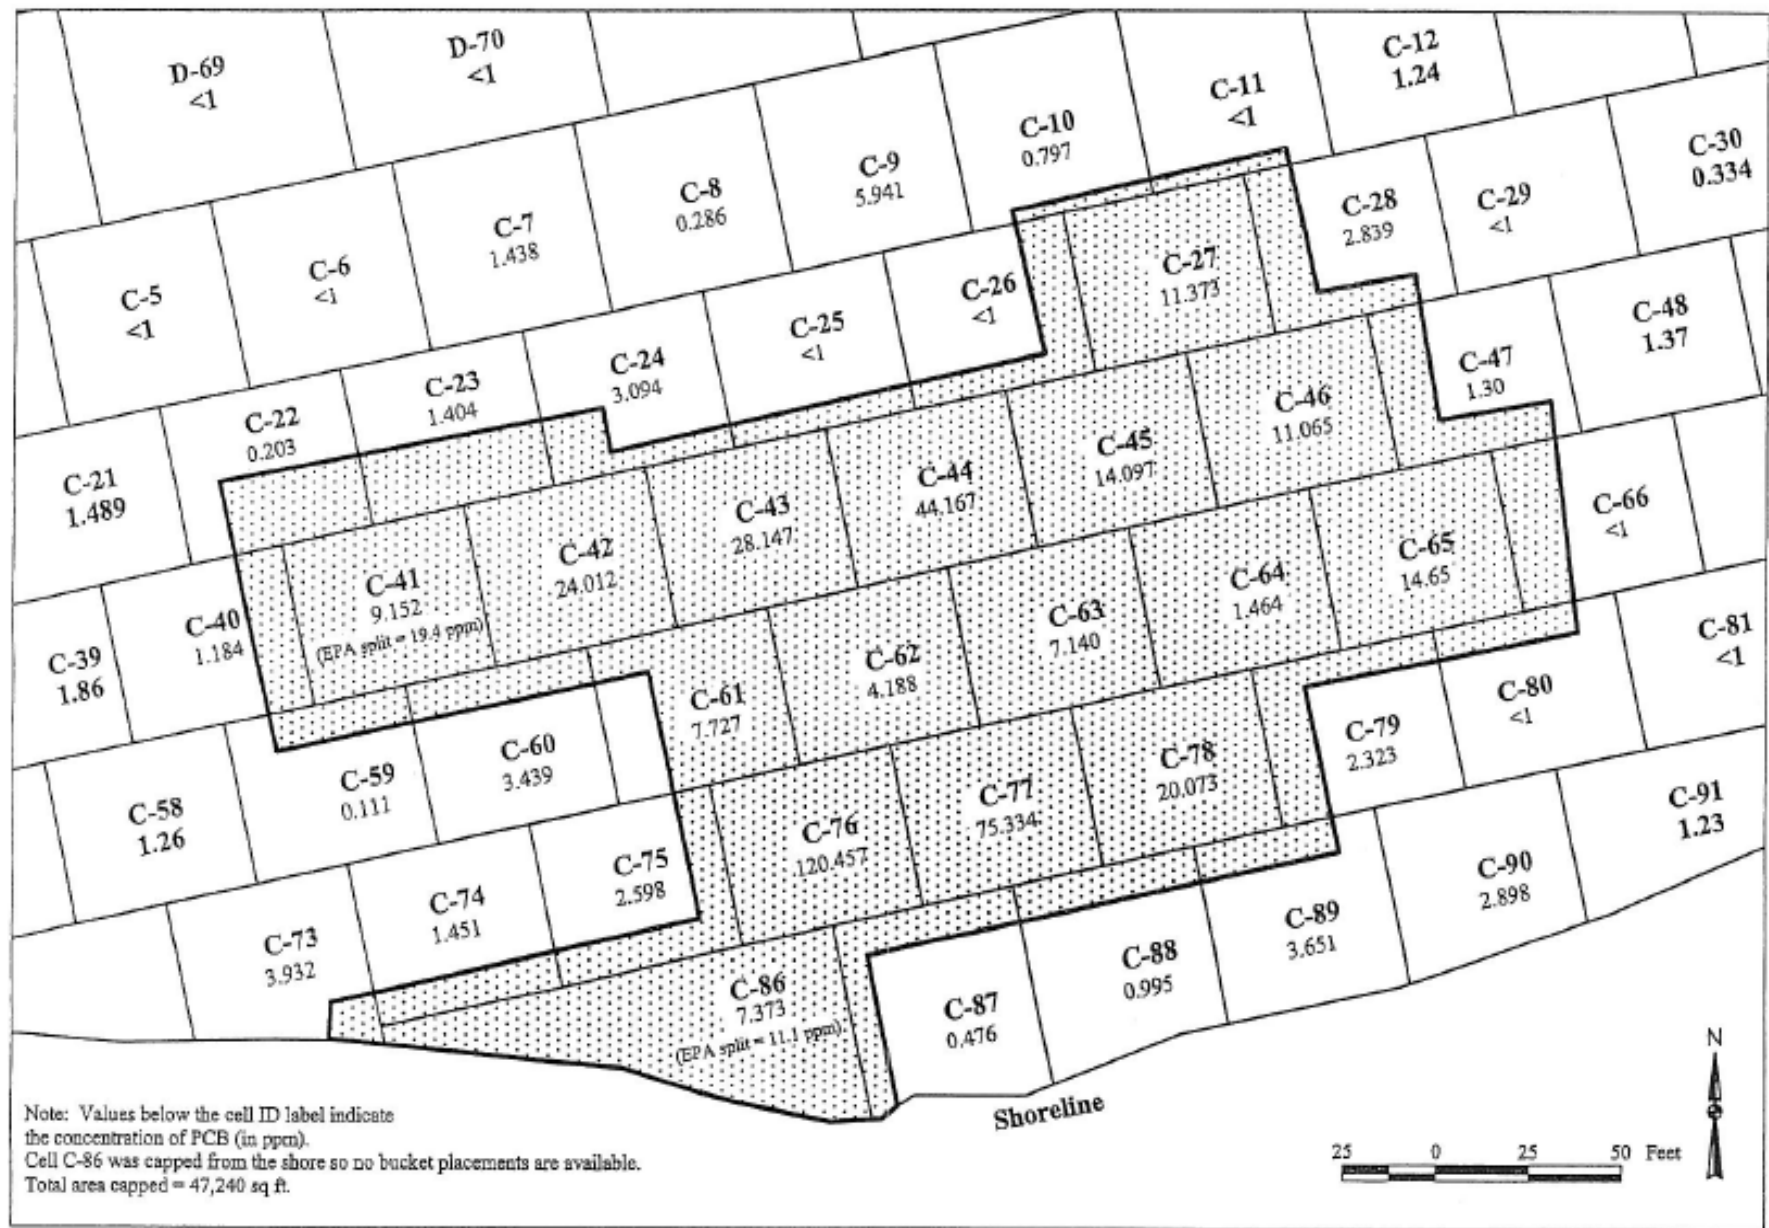 D-69
<1
D-70
<1
C-12
1.24
C-11
<1
C-10
0.797
C-9
5.941
C-8
0.286
C-7
1.438
C-6
<1
C-5
<1
C-30
0.334
C-29
<1
C-28
2.839
C-27
11.373
C-26
<1
C-25
<1
C-24
3.094
C-23
1.404
C-22
0.203
C-21
1.489
C-48
1.37
C-47
1.30
C-46
11.065
C-45
14.097
C-44
44.167
C-43
28.147
C-42
24.012
C-41
9.152
(EPA split = 19.4 ppm)
C-40
1.184
C-39
1.86
C-66
<1
C-65
14.65
C-64
1.464
C-63
7.140
C-62
4.188
C-61
7.727
C-60
3.439
C-59
0.111
C-58
1.26
C-81
<1
C-80
<1
C-79
2.323
C-78
20.073
C-77
75.334
C-76
120.457
C-75
2.598
C-74
1.451
C-73
3.932
C-91
1.23
C-90
2.898
C-89
3.651
C-88
0.995
C-87
0.476
C-86
7.373
(EPA split = 11.1 ppm)
Shoreline
N
25 0 25 50 Feet
Note: Values below the cell ID label indicate
the concentration of PCB (in ppm).
Cell C-86 was capped from the shore so no bucket placements are available.
Total area capped = 47,240 sq ft.